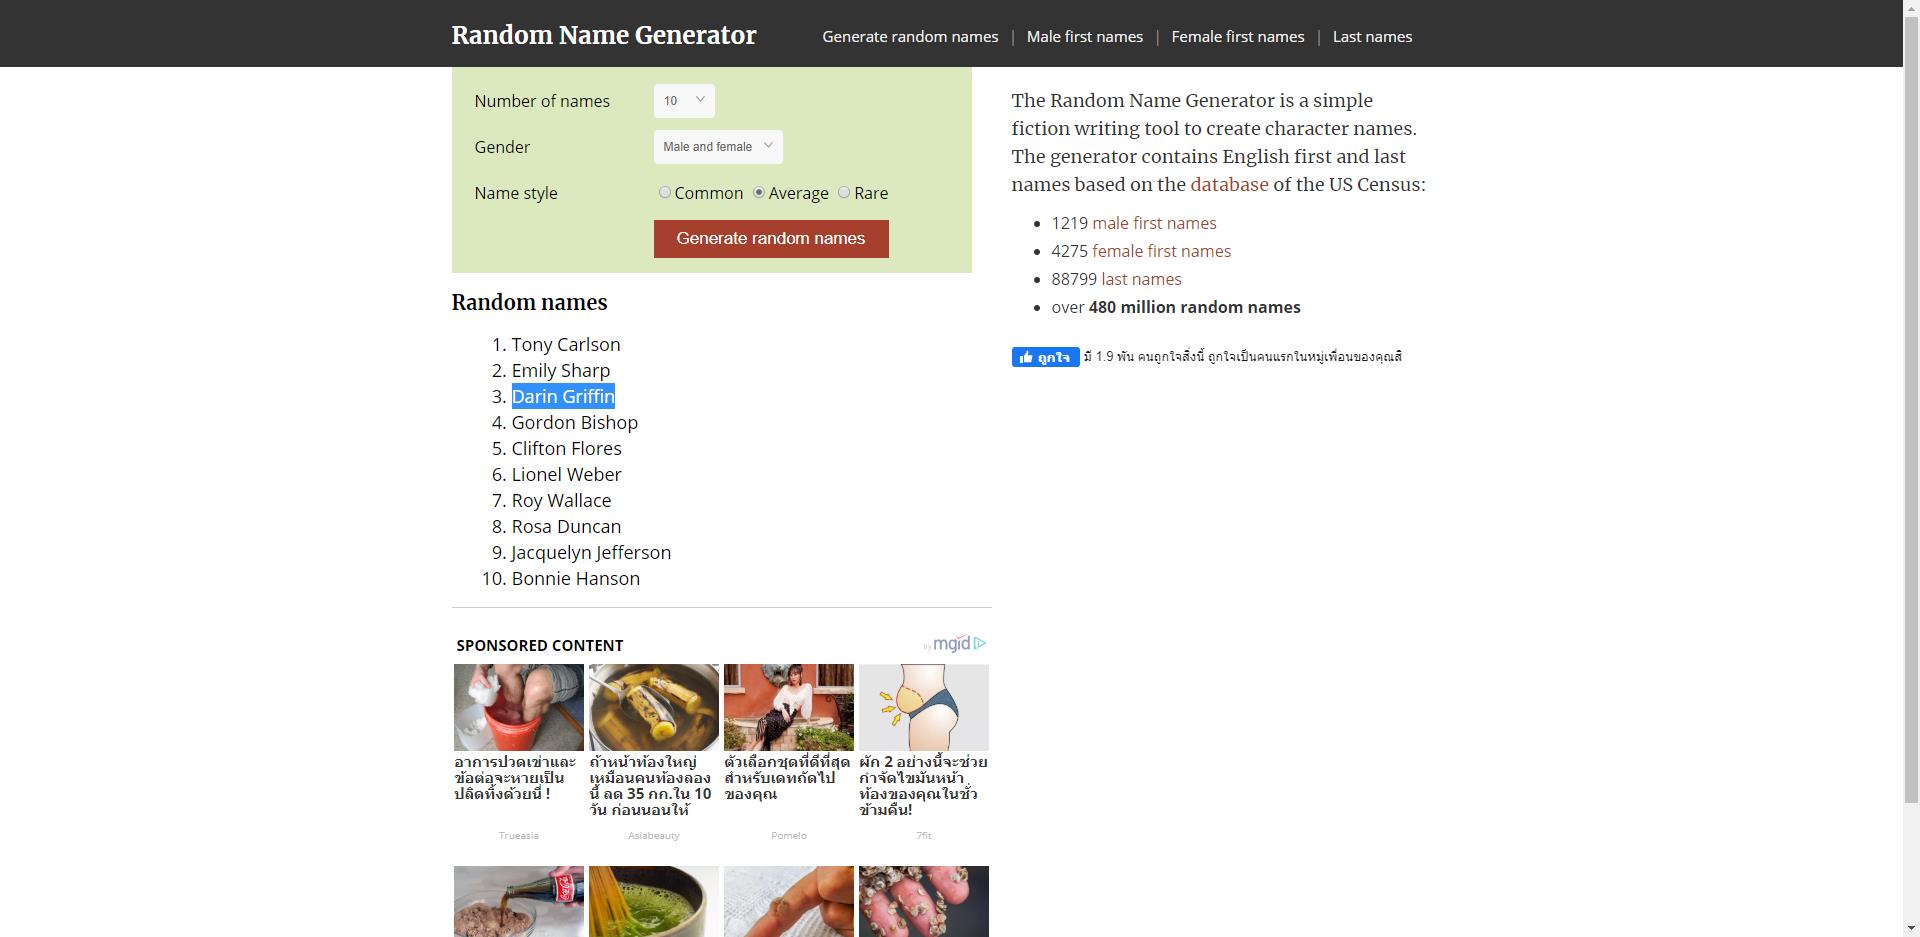 Random Name Generator
Generate random names | Male first names | Female first names | Last names
Number of names 10
Gender Male and female
Name style Common Average Rare
Generate random names
The Random Name Generator is a simple
fiction writing tool to create character names.
The generator contains English first and last
names based on the database of the US Census:
1219 male first names
4275 female first names
88799 last names
over 480 million random names
ถูกใจ มี 1.9 พัน คนถูกใจสิ่งนี้ ถูกใจเป็นคนแรกในหมู่เพื่อนของคุณสิ
Random names
1. Tony Carlson
2. Emily Sharp
3. Darin Griffin
4. Gordon Bishop
5. Clifton Flores
6. Lionel Weber
7. Roy Wallace
8. Rosa Duncan
9. Jacquelyn Jefferson
10. Bonnie Hanson
SPONSORED CONTENT
by mgid
อาการปวดเข่าและ
ข้อต่อจะหายเป็น
ปลิดทิ้งด้วยนี่ !
Trueasia
ถ้าหน้าท้องใหญ่
เหมือนคนท้องลอง
นี้ ลด 35 กก.ใน 10
วัน ก่อนนอนให้
Asiabeauty
ตัวเลือกชุดที่ดีที่สุด
สำหรับเดทถัดไป
ของคุณ
Pomelo
ผัก 2 อย่างนี้จะช่วย
กำจัดไขมันหน้า
ท้องของคุณในชั่ว
ข้ามคืน!
7fit